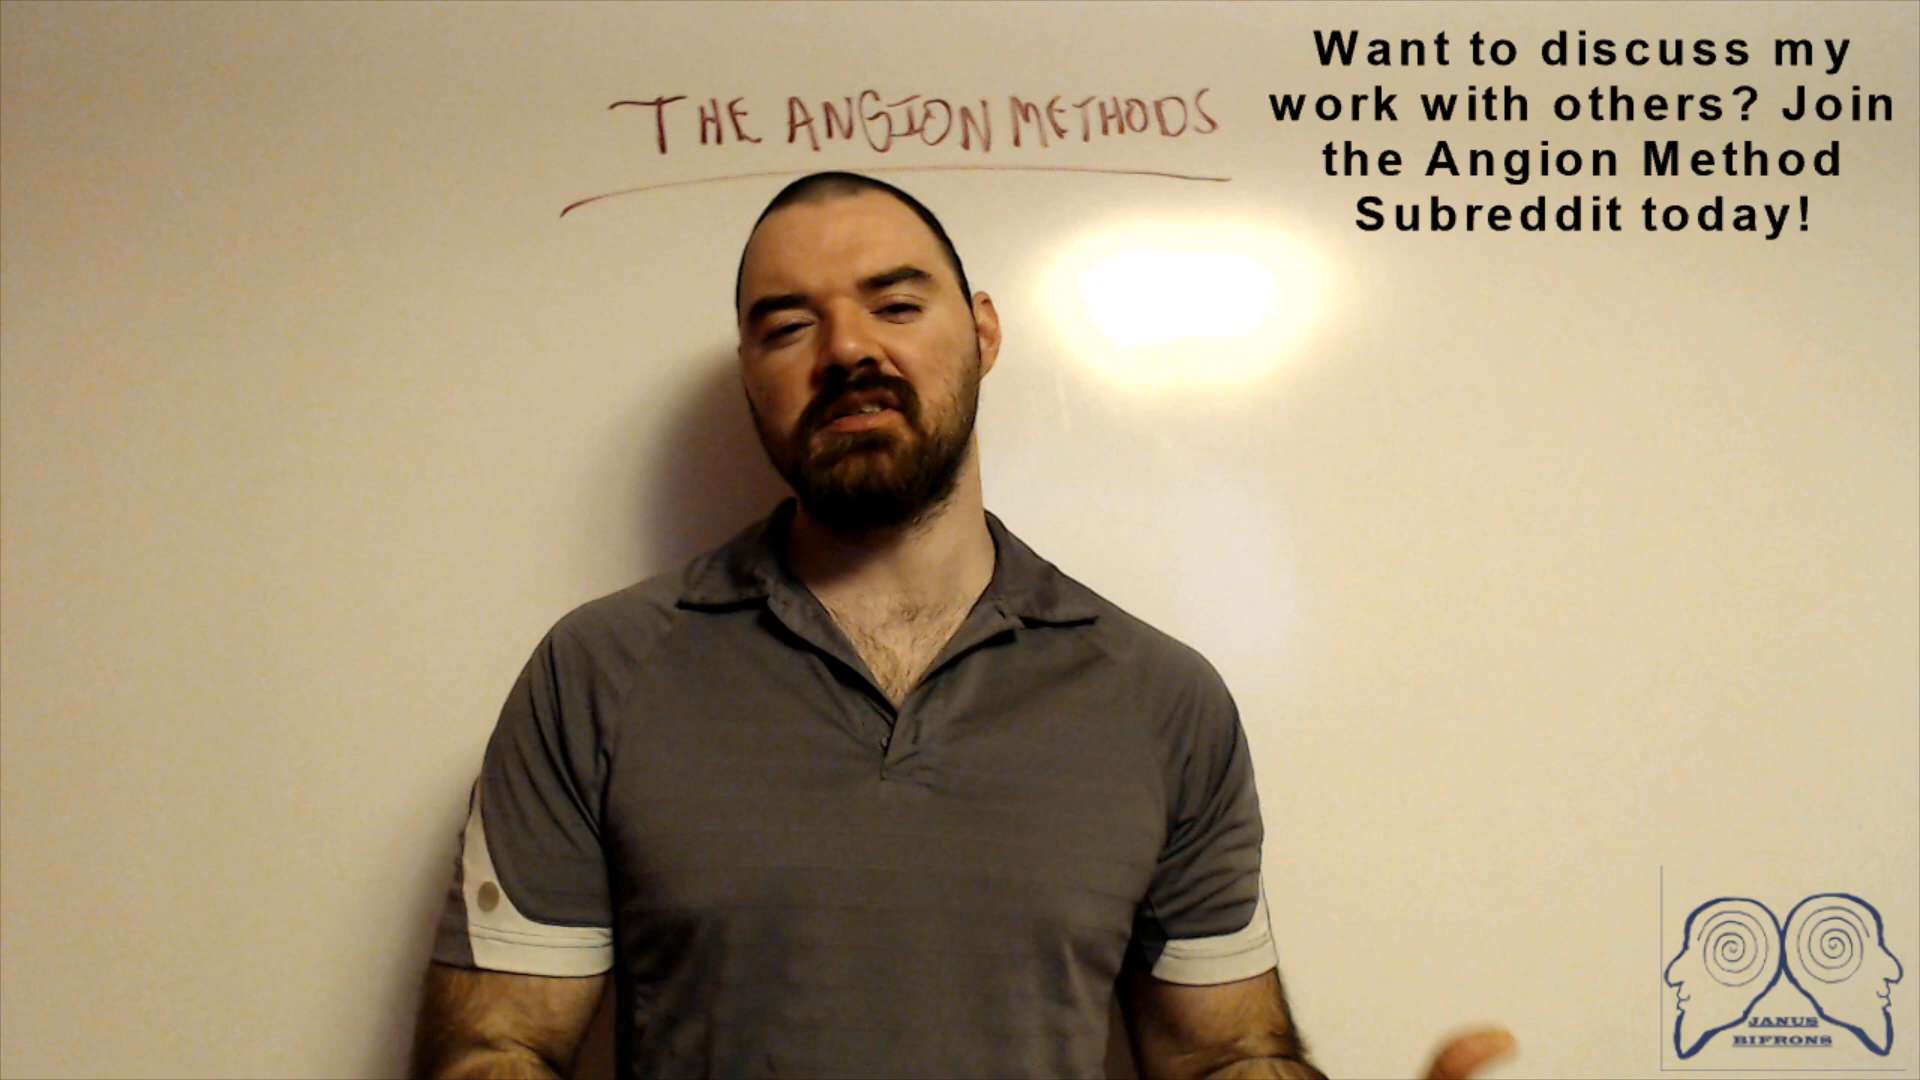 THE ANGION METHODS
Want to discuss my
work with others? Join
the Angion Method
Subreddit today!
JANUS
BIFRONS